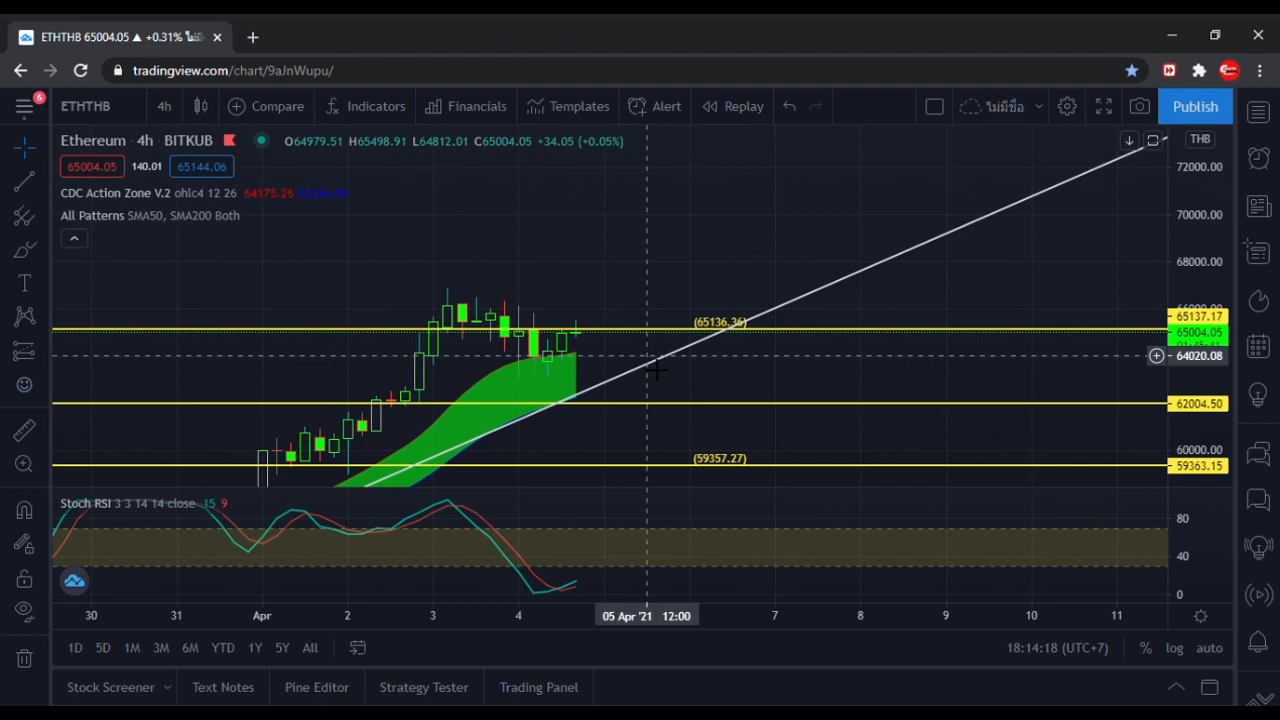 ETHTHB 65004.05 ▲ +0.31%
tradingview.com/chart/9aJnWupu/
6
ETHTHB 4h Compare Indicators Financials Templates Alert Replay ไม่มีชื่อ Publish
Ethereum · 4h · BITKUB O64979.51 H65498.91 L64812.01 C65004.05 +34.05 (+0.05%) THB
65004.05 140.01 65144.06
CDC Action Zone V.2 ohlc4 12 26 64175.26
All Patterns SMA50, SMA200 Both
72000.00
70000.00
68000.00
66000.00
(65136.36) 65137.17
65004.05
64020.08
62004.50
60000.00
(59357.27) 59363.15
Stoch RSI 3 3 14 14 close 15 9
80
40
0
30 31 Apr 2 3 4 05 Apr '21 12:00 7 8 9 10 11
1D 5D 1M 3M 6M YTD 1Y 5Y All 18:14:18 (UTC+7) % log auto
Stock Screener Text Notes Pine Editor Strategy Tester Trading Panel